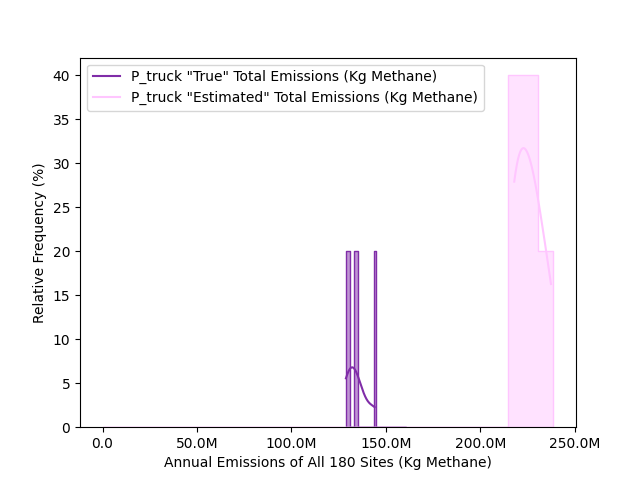 P_truck "True" Total Emissions (Kg Methane)
P_truck "Estimated" Total Emissions (Kg Methane)
40
35
30
25
20
15
10
5
0
Relative Frequency (%)
0.0 50.0M 100.0M 150.0M 200.0M 250.0M
Annual Emissions of All 180 Sites (Kg Methane)